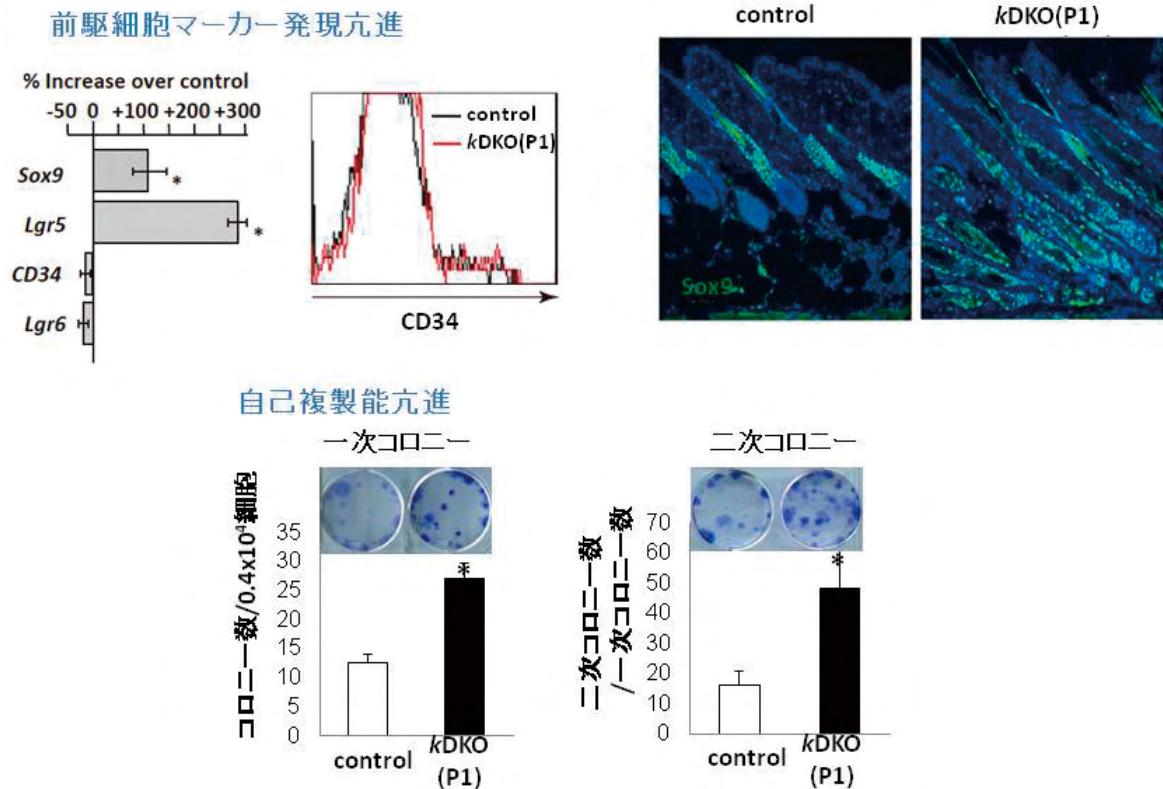 前駆細胞マーカー発現亢進
% Increase over control
-50 0 +100 +300
Sox9
*
Lgr5
*
CD34
Lgr6
control
kDKO(P1)
CD34
control
kDKO(P1)
Sox9
自己複製能亢進
一次コロニー
コロニー数/0.4x10⁴細胞
35
30
25
20
15
10
5
0
*
control
kDKO
(P1)
二次コロニー
二次コロニー数
/一次コロニー数
70
60
50
40
30
20
10
0
*
control
kDKO
(P1)